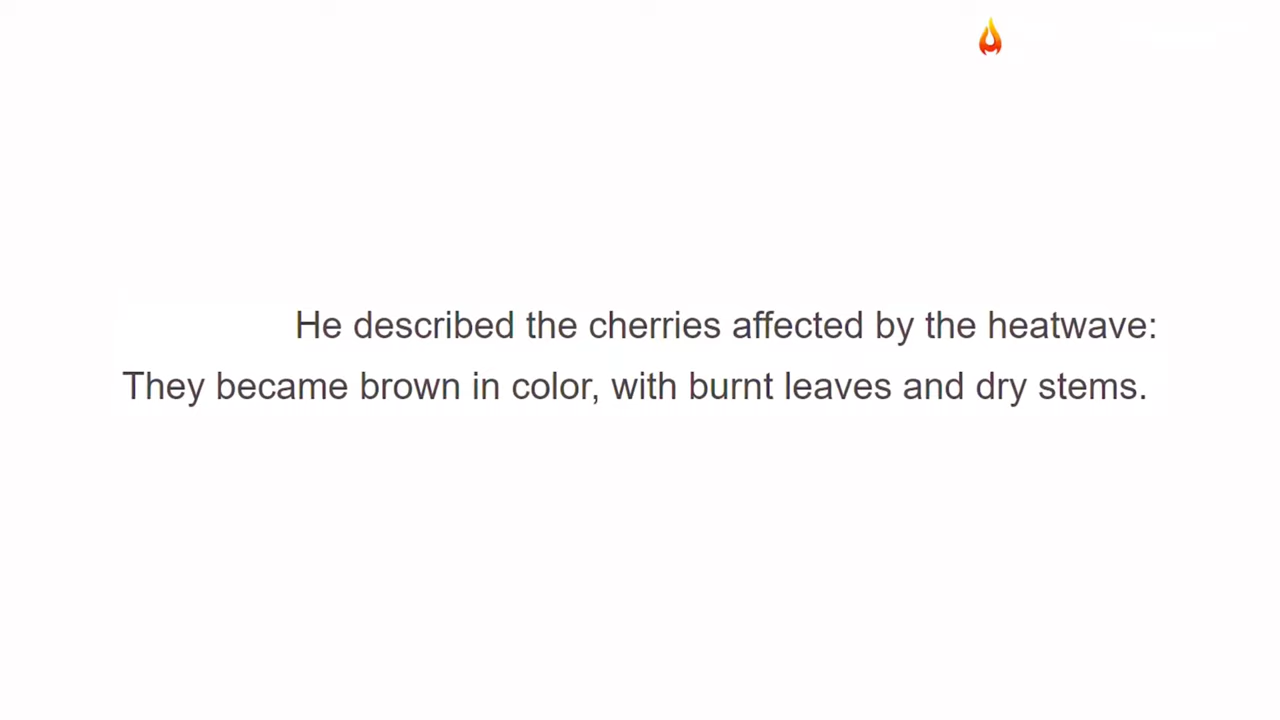 He described the cherries affected by the heatwave:
They became brown in color, with burnt leaves and dry stems.